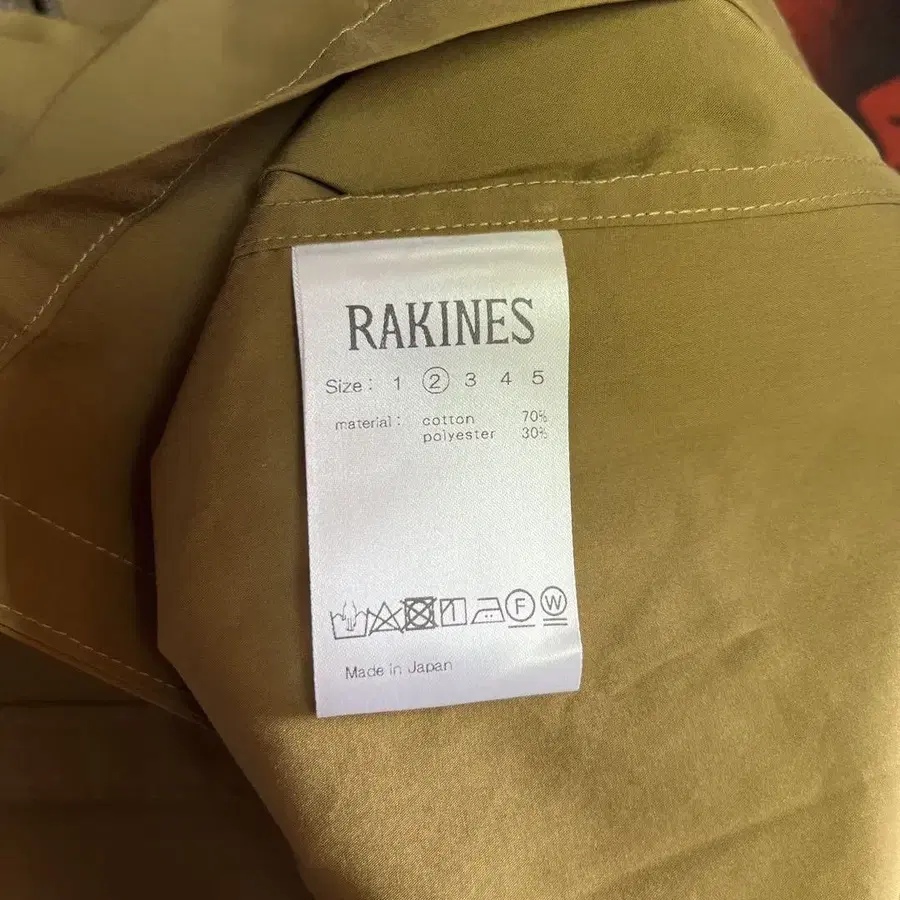 RAKINES
Size: 1 ② 3 4 5
material: cotton 70%
polyester 30%
F W
Made in Japan